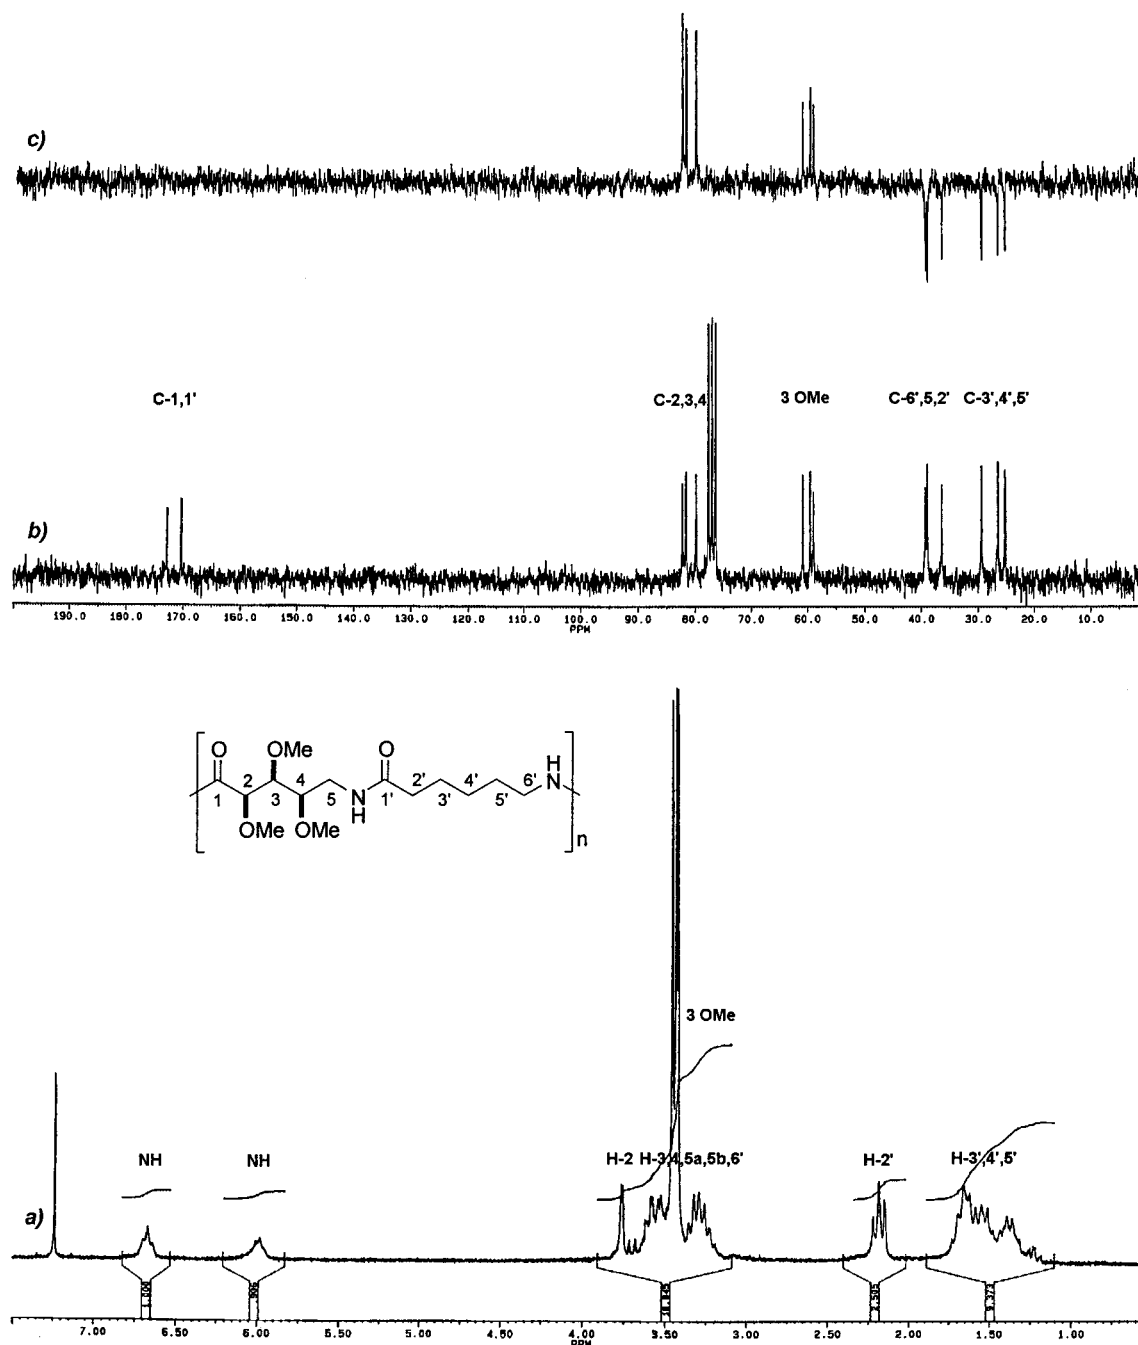 c)
C-1,1'
C-2,3,4
3 OMe
C-6',5,2'
C-3',4',5'
b)
190.0 180.0 170.0 160.0 150.0 140.0 130.0 120.0 110.0 100.0 90.0 80.0 70.0 60.0 50.0 40.0 30.0 20.0 10.0
PPM
O OMe O H
2 4 2' 4' 6' N
1 3 5 N 1' 3' 5'
OMe OMe H
n
3 OMe
NH NH H-2 H-3,4,5a,5b,6' H-2' H-3',4',5'
a)
1.000
7.00 6.50 6.00 5.50 5.00 4.50 4.00 3.50 3.00 2.50 2.00 1.50 1.00
PPM